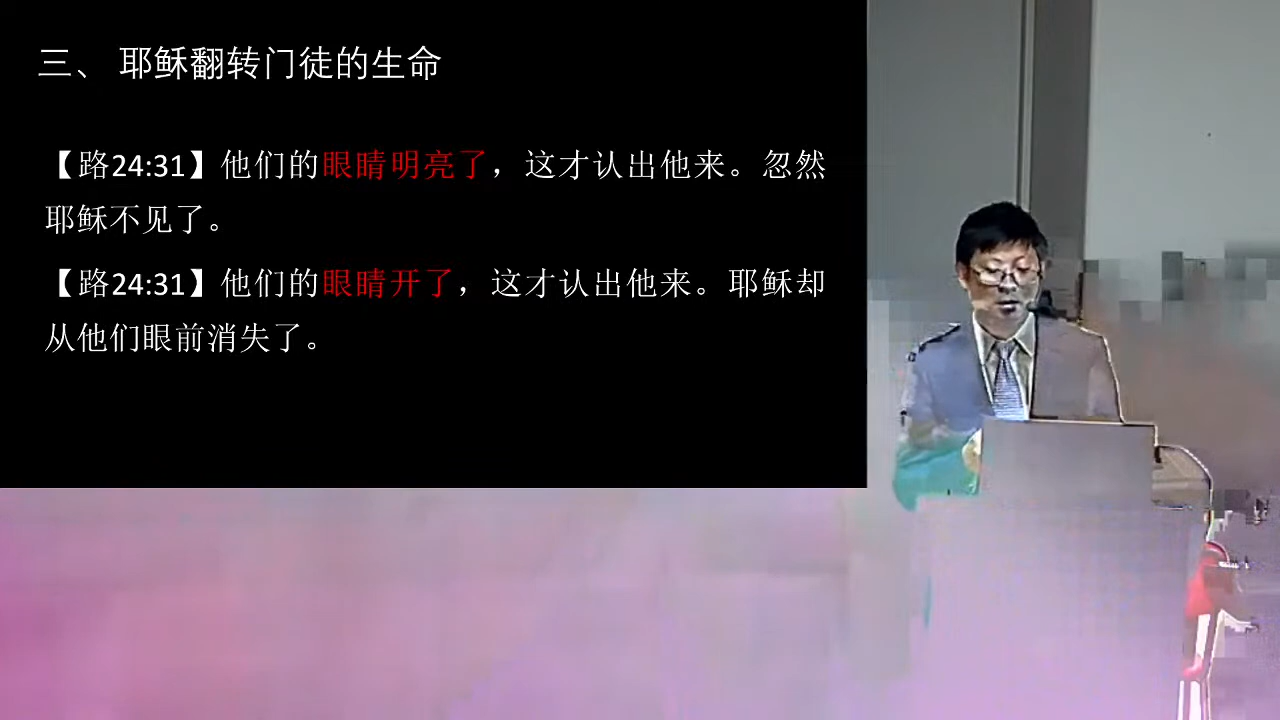 三、 耶稣翻转门徒的生命
【路24:31】他们的眼睛明亮了，这才认出他来。忽然
耶稣不见了。
【路24:31】他们的眼睛开了，这才认出他来。耶稣却
从他们眼前消失了。